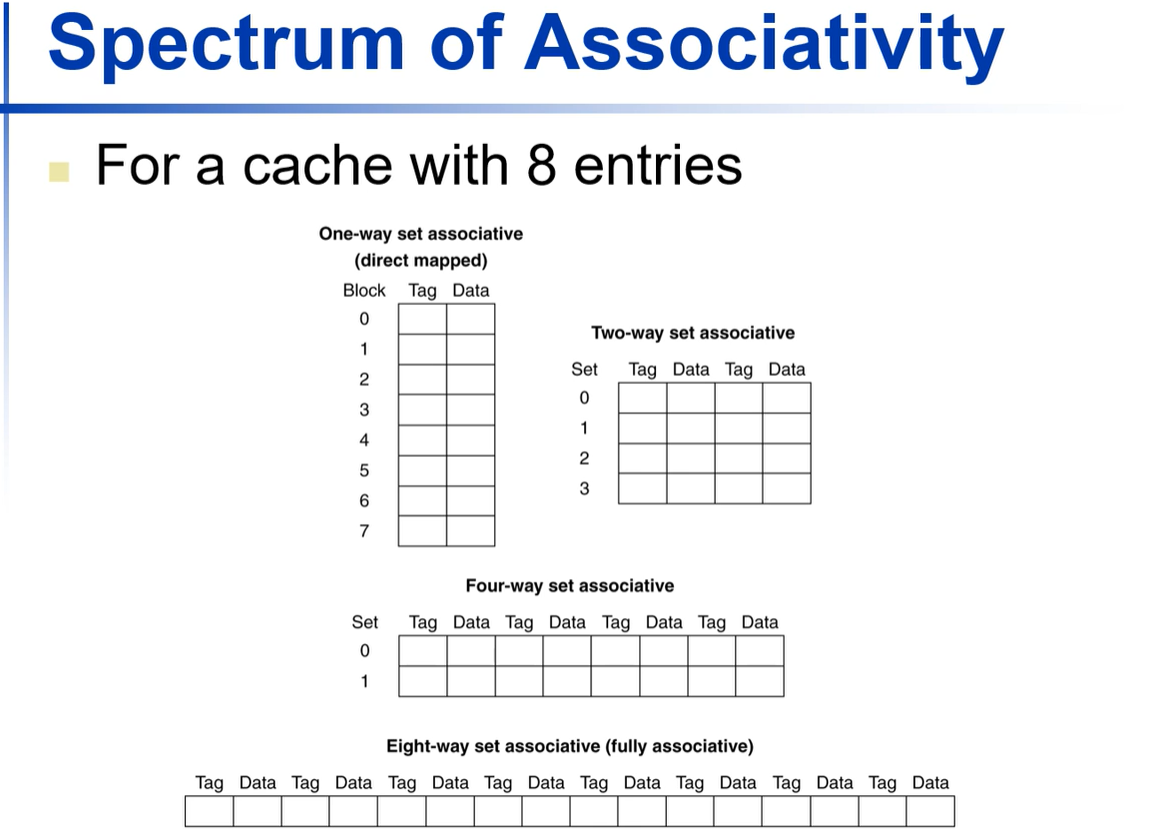 Spectrum of Associativity
For a cache with 8 entries
One-way set associative
(direct mapped)
Block Tag Data
0
1
2
3
4
5
6
7
Two-way set associative
Set Tag Data Tag Data
0
1
2
3
Four-way set associative
Set Tag Data Tag Data Tag Data Tag Data
0
1
Eight-way set associative (fully associative)
Tag Data Tag Data Tag Data Tag Data Tag Data Tag Data Tag Data Tag Data